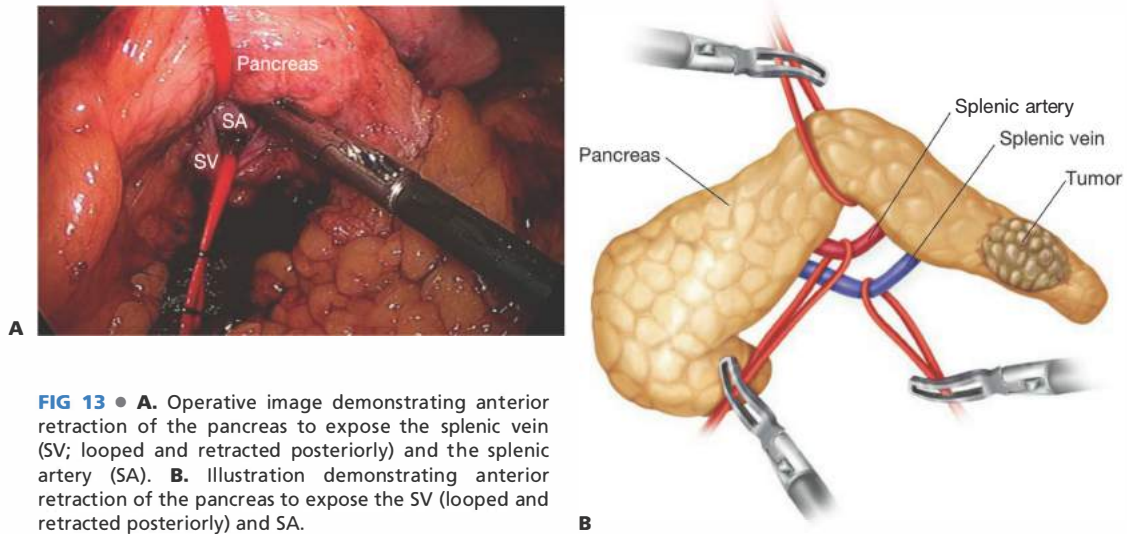 Pancreas
SA
SV
A
Splenic artery
Splenic vein
Pancreas
Tumor
B
FIG 13 ● A. Operative image demonstrating anterior
retraction of the pancreas to expose the splenic vein
(SV; looped and retracted posteriorly) and the splenic
artery (SA). B. Illustration demonstrating anterior
retraction of the pancreas to expose the SV (looped and
retracted posteriorly) and SA.